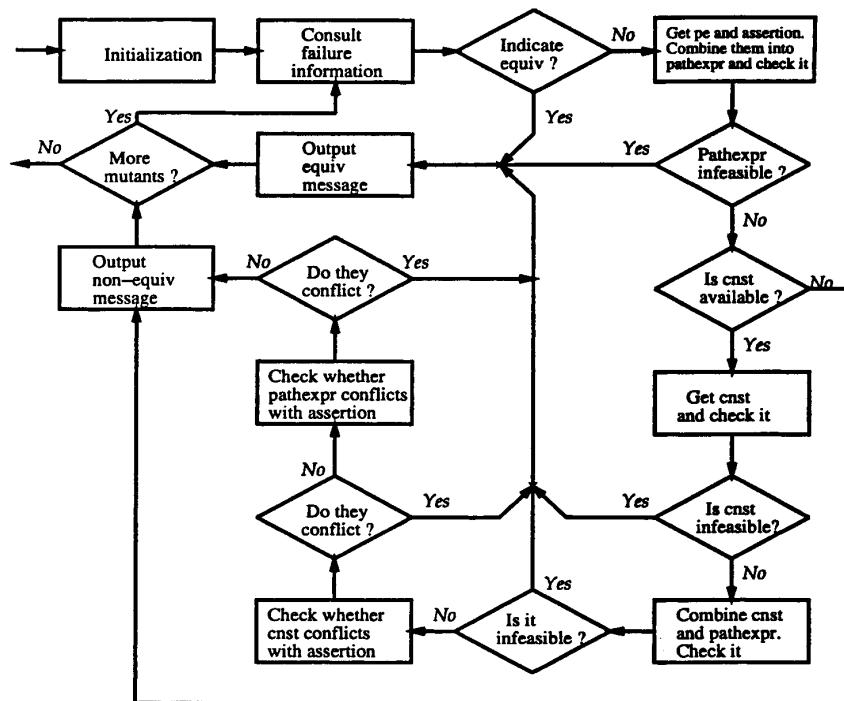 Initialization
Consult
failure
information
Indicate
equiv ?
No
Get pe and assertion.
Combine them into
pathexpr and check it
Yes
No
More
mutants ?
Yes
Output
equiv
message
Yes
Pathexpr
infeasible ?
No
Output
non–equiv
message
No
Do they
conflict ?
Yes
Is cnst
available ?
No
Yes
Check whether
pathexpr conflicts
with assertion
Get cnst
and check it
No
Do they
conflict ?
Yes
Yes
Is cnst
infeasible?
No
Check whether
cnst conflicts
with assertion
No
Is it
infeasible ?
Yes
Combine cnst
and pathexpr.
Check it